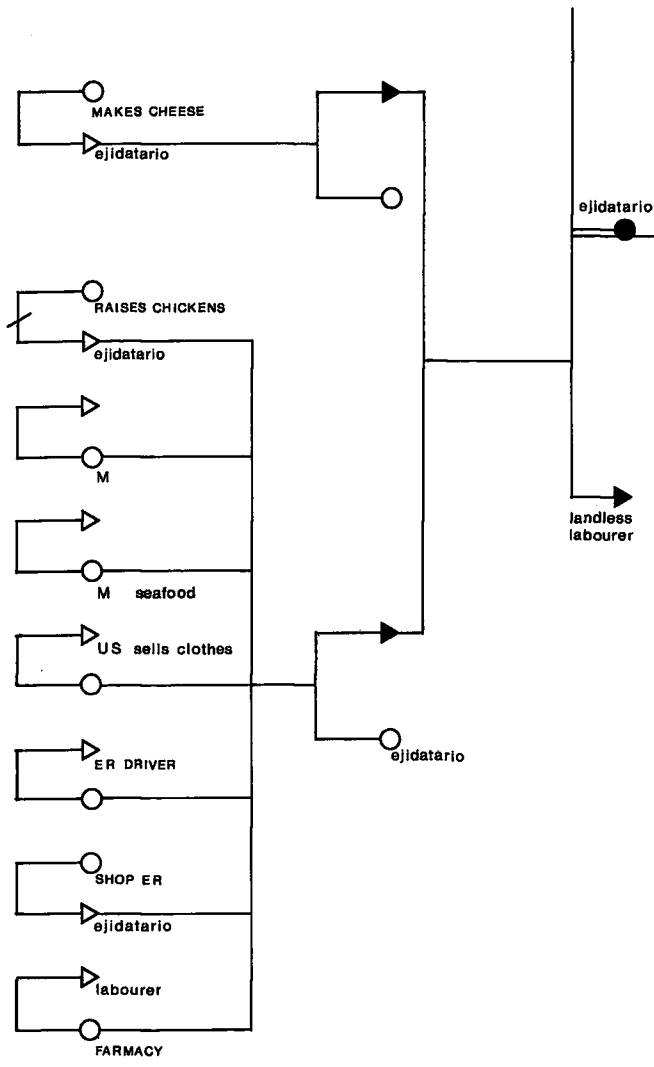 MAKES CHEESE
ejidatario
ejidatario
RAISES CHICKENS
ejidatario
M
landless
labourer
M seafood
US sells clothes
ER DRIVER
ejidatario
SHOP ER
ejidatario
labourer
FARMACY